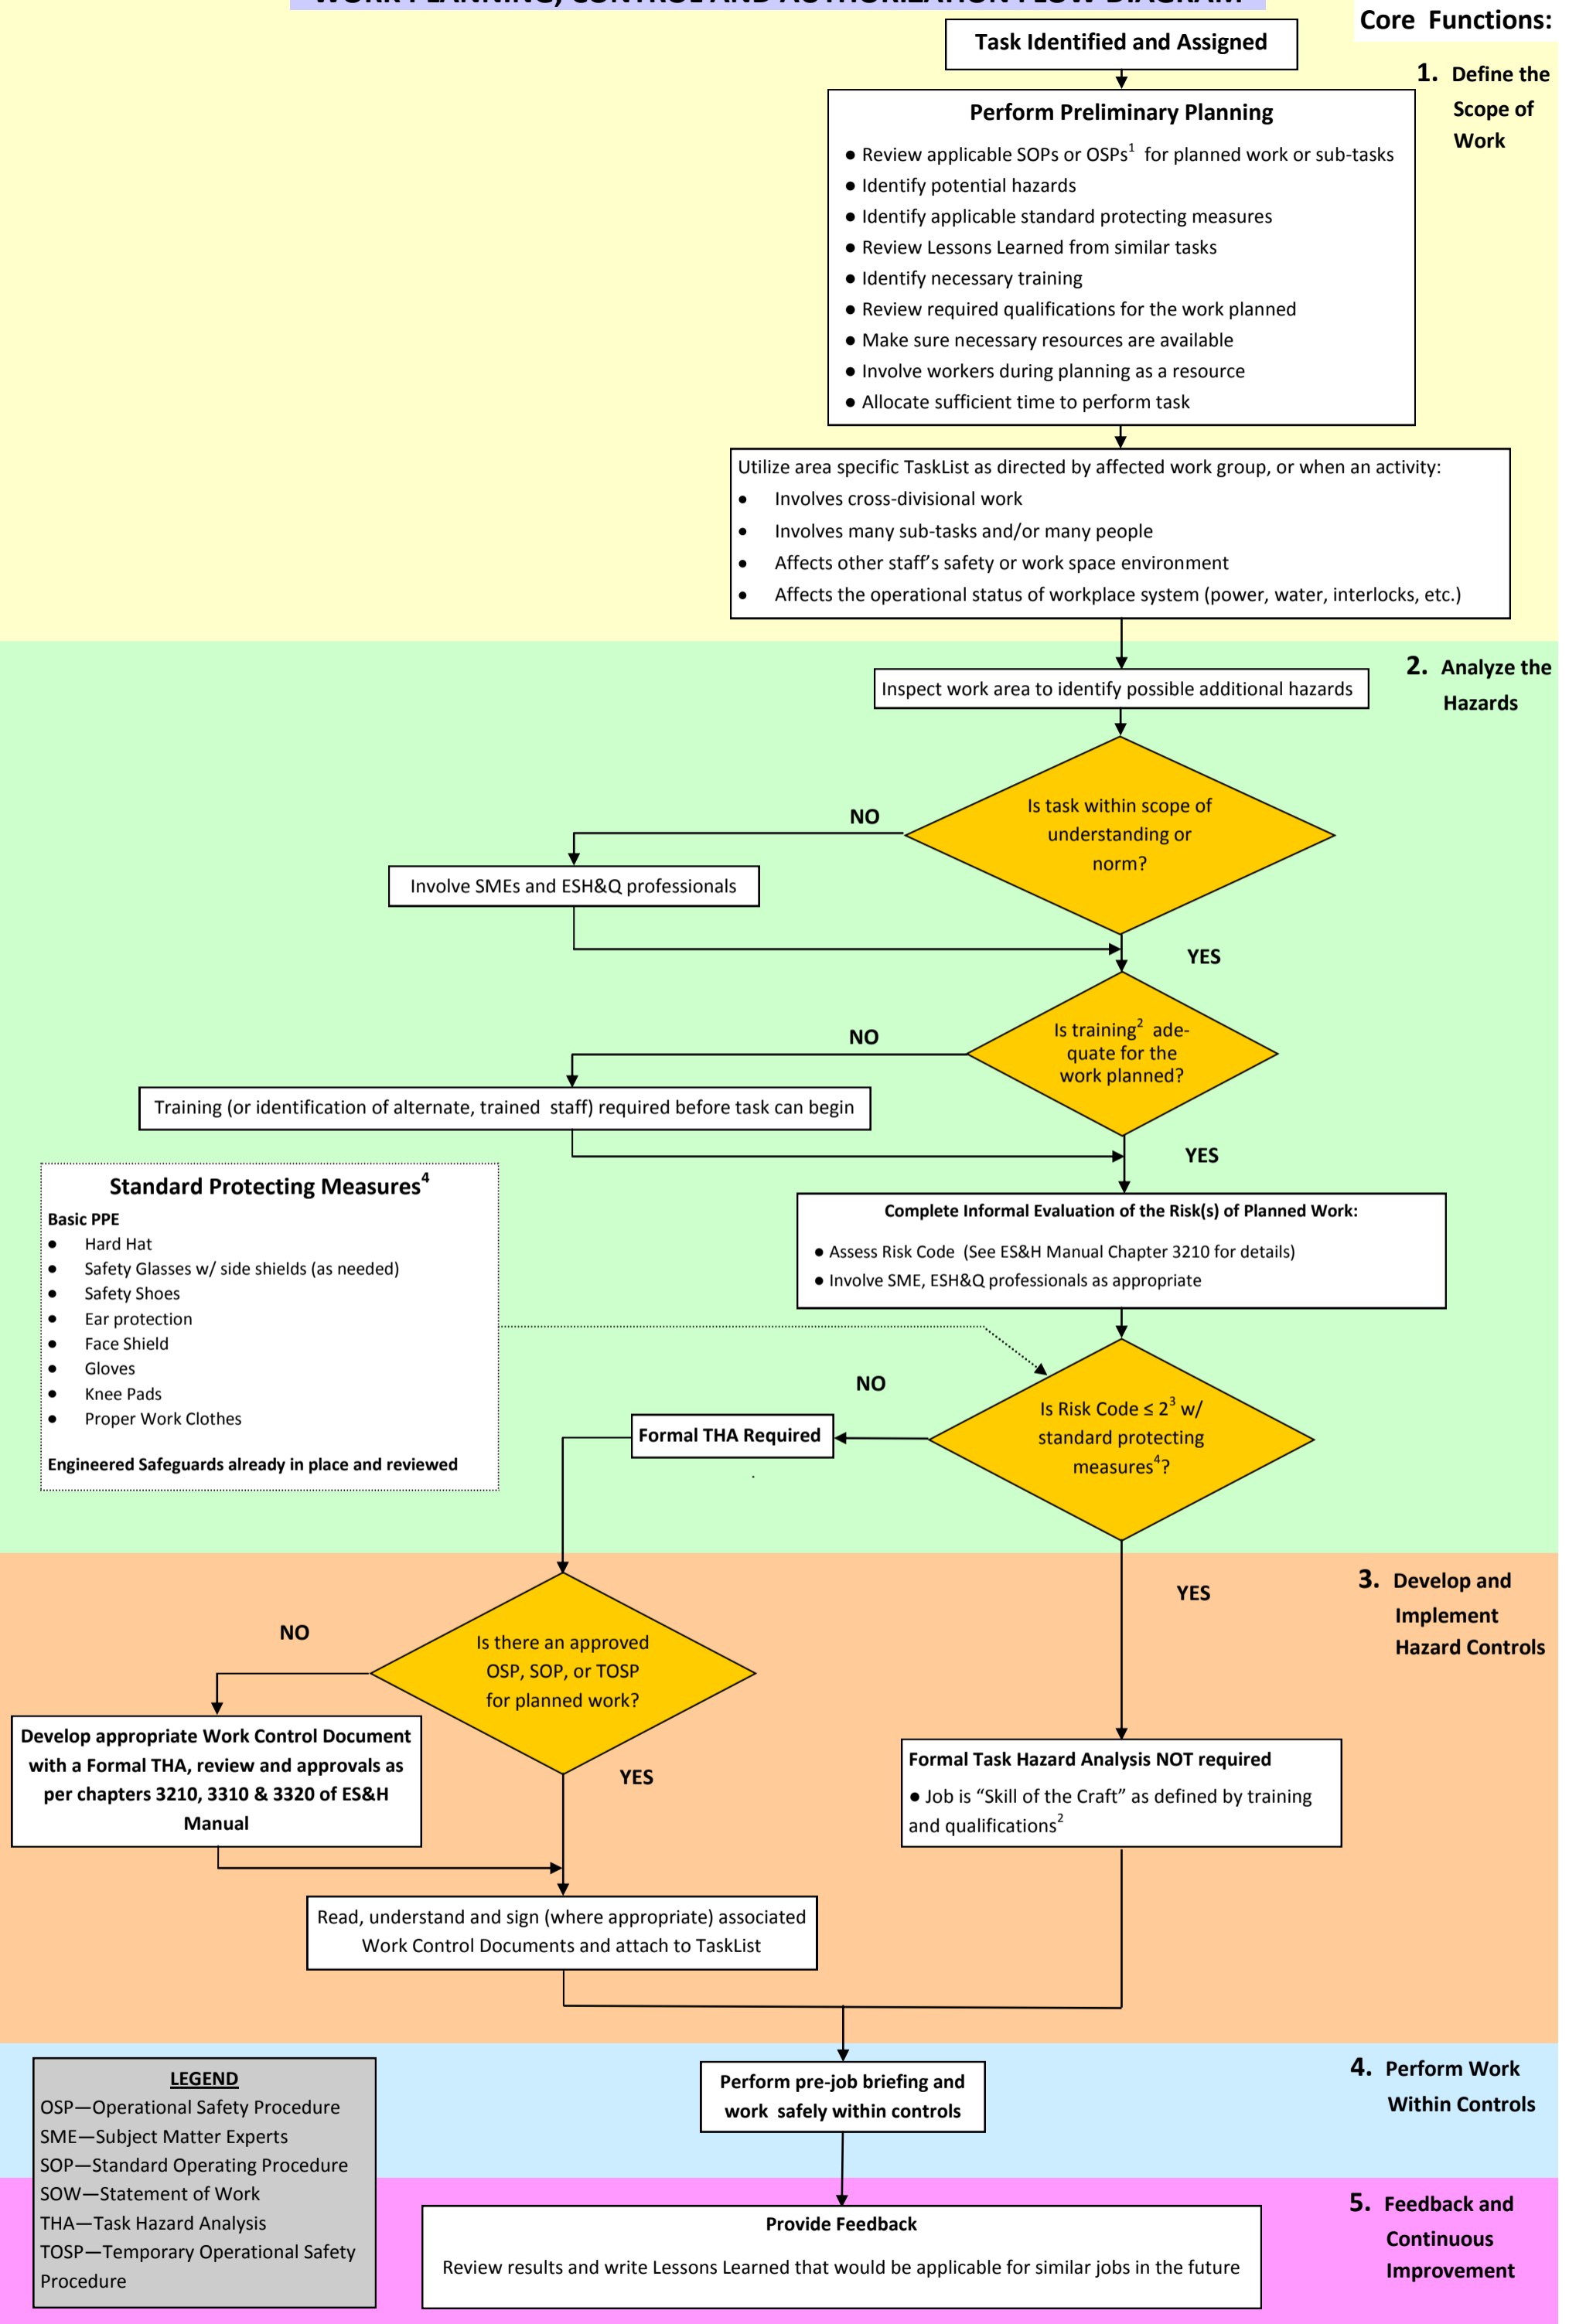 WORK PLANNING, CONTROL AND AUTHORIZATION FLOW DIAGRAM
Core Functions:
Task Identified and Assigned
1. Define the
Scope of
Work
Perform Preliminary Planning
● Review applicable SOPs or OSPs1 for planned work or sub-tasks
● Identify potential hazards
● Identify applicable standard protecting measures
● Review Lessons Learned from similar tasks
● Identify necessary training
● Review required qualifications for the work planned
● Make sure necessary resources are available
● Involve workers during planning as a resource
● Allocate sufficient time to perform task
Utilize area specific TaskList as directed by affected work group, or when an activity:
● Involves cross-divisional work
● Involves many sub-tasks and/or many people
● Affects other staff’s safety or work space environment
● Affects the operational status of workplace system (power, water, interlocks, etc.)
2. Analyze the
Hazards
Inspect work area to identify possible additional hazards
Is task within scope of
understanding or
norm?
NO
Involve SMEs and ESH&Q professionals
YES
Is training2 ade-
quate for the
work planned?
NO
Training (or identification of alternate, trained staff) required before task can begin
YES
Standard Protecting Measures4
Basic PPE
● Hard Hat
● Safety Glasses w/ side shields (as needed)
● Safety Shoes
● Ear protection
● Face Shield
● Gloves
● Knee Pads
● Proper Work Clothes
Engineered Safeguards already in place and reviewed
Complete Informal Evaluation of the Risk(s) of Planned Work:
● Assess Risk Code (See ES&H Manual Chapter 3210 for details)
● Involve SME, ESH&Q professionals as appropriate
Is Risk Code ≤ 23 w/
standard protecting
measures4?
NO
Formal THA Required
.
YES
3. Develop and
Implement
Hazard Controls
Is there an approved
OSP, SOP, or TOSP
for planned work?
NO
Develop appropriate Work Control Document
with a Formal THA, review and approvals as
per chapters 3210, 3310 & 3320 of ES&H
Manual
YES
Formal Task Hazard Analysis NOT required
● Job is “Skill of the Craft” as defined by training
and qualifications2
Read, understand and sign (where appropriate) associated
Work Control Documents and attach to TaskList
4. Perform Work
Within Controls
Perform pre-job briefing and
work safely within controls
LEGEND
OSP—Operational Safety Procedure
SME—Subject Matter Experts
SOP—Standard Operating Procedure
SOW—Statement of Work
THA—Task Hazard Analysis
TOSP—Temporary Operational Safety
Procedure
5. Feedback and
Continuous
Improvement
Provide Feedback
Review results and write Lessons Learned that would be applicable for similar jobs in the future